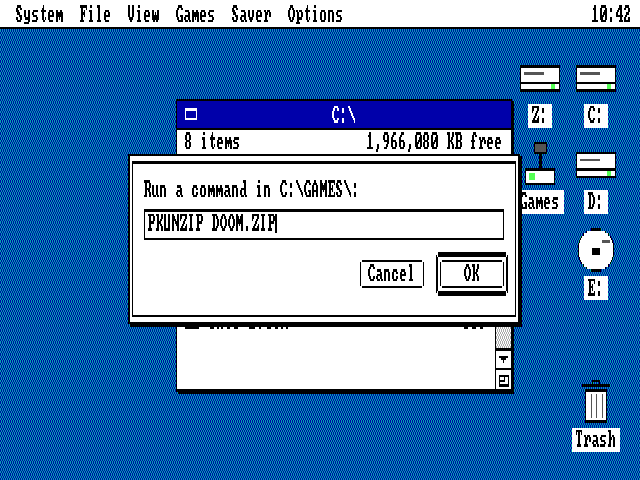 System File View Games Saver Options 10:42
C:\
8 items 1,966,080 KB free
Run a command in C:\GAMES\:
PKUNZIP DOOM.ZIP
Cancel OK
Z: C:
Games D:
E:
Trash